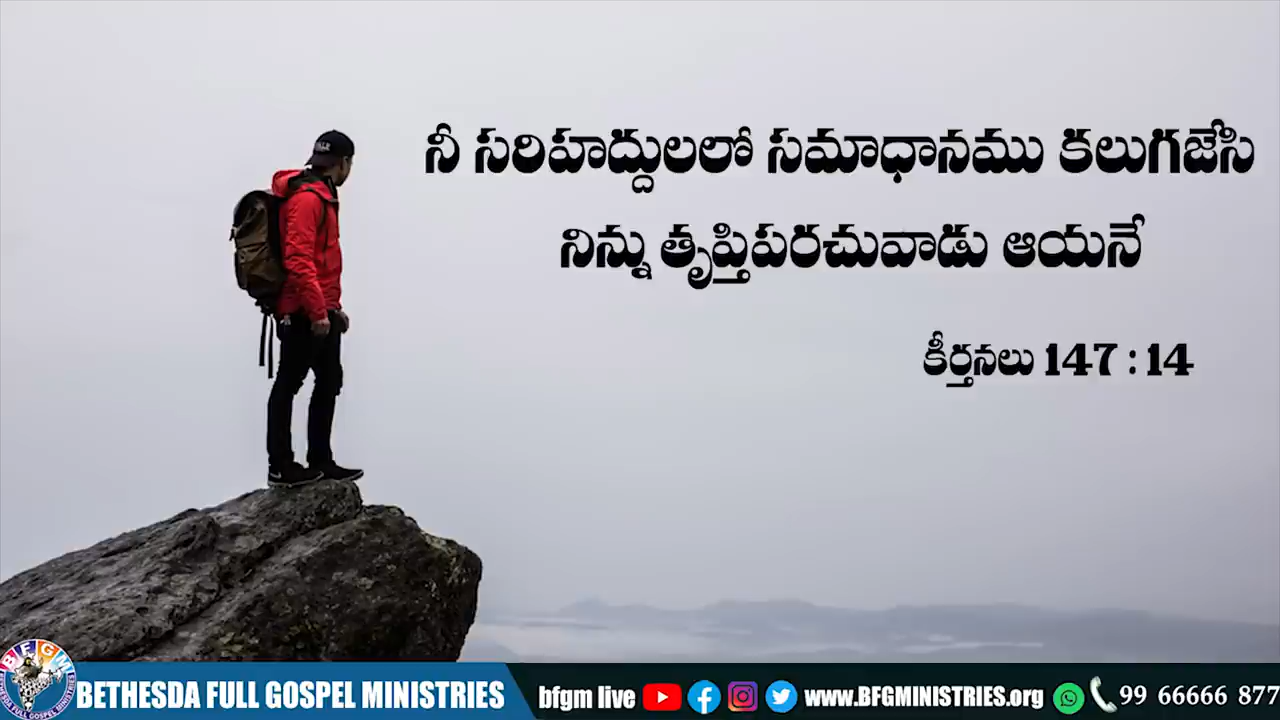 నీ సరిహద్దులలో సమాధానము కలుగజేసి
నిన్ను తృప్తిపరచువాడు ఆయనే
కీర్తనలు 147 : 14
BFGM
BETHESDA FULL GOSPEL MINISTRIES bfgm live www.BFGMINISTRIES.org 99 66666 877